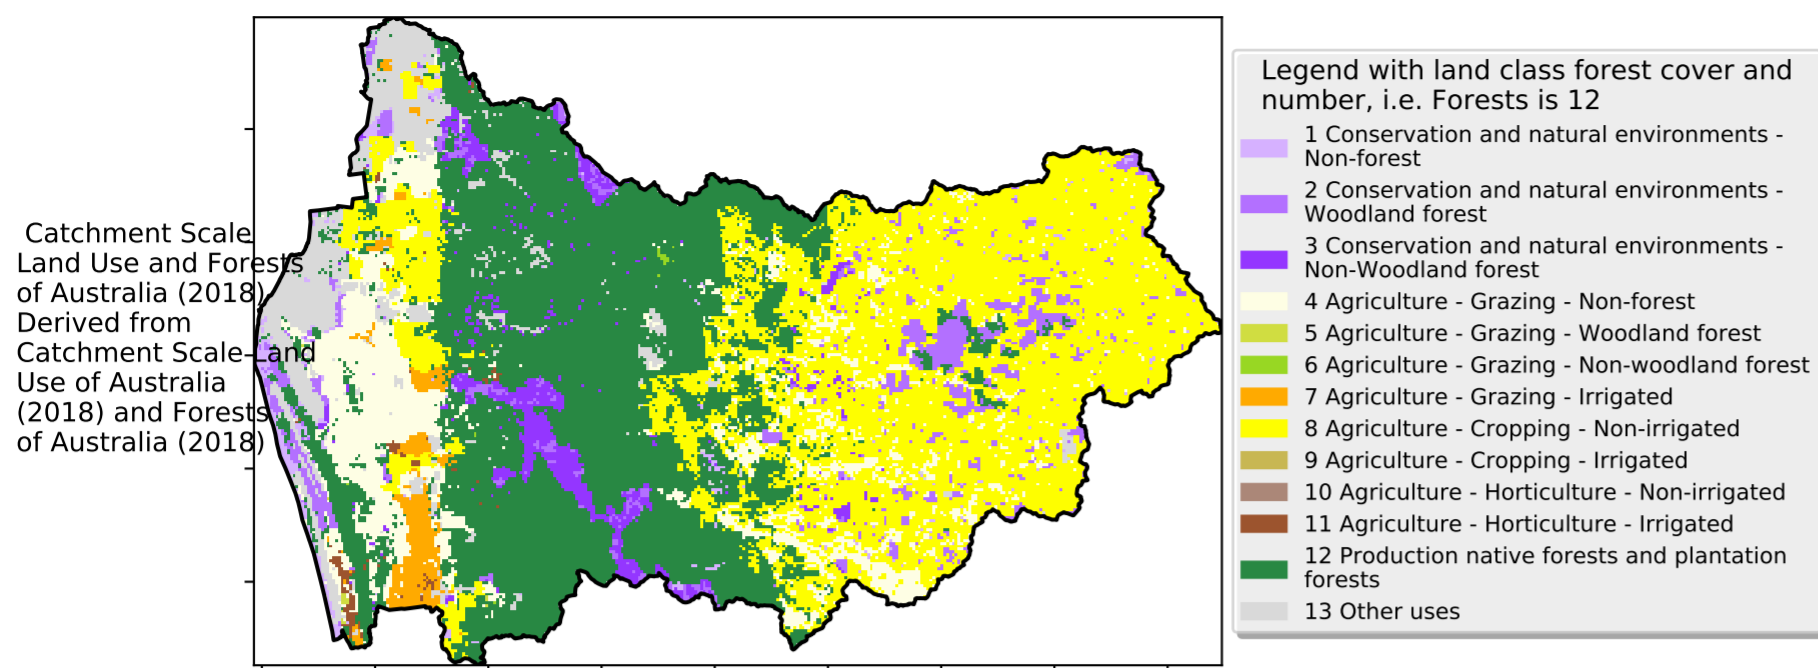 Catchment Scale
Land Use and Forests
of Australia (2018)
Derived from
Catchment Scale Land
Use of Australia
(2018) and Forests
of Australia (2018)
Legend with land class forest cover and
number, i.e. Forests is 12
1 Conservation and natural environments -
Non-forest
2 Conservation and natural environments -
Woodland forest
3 Conservation and natural environments -
Non-Woodland forest
4 Agriculture - Grazing - Non-forest
5 Agriculture - Grazing - Woodland forest
6 Agriculture - Grazing - Non-woodland forest
7 Agriculture - Grazing - Irrigated
8 Agriculture - Cropping - Non-irrigated
9 Agriculture - Cropping - Irrigated
10 Agriculture - Horticulture - Non-irrigated
11 Agriculture - Horticulture - Irrigated
12 Production native forests and plantation
forests
13 Other uses